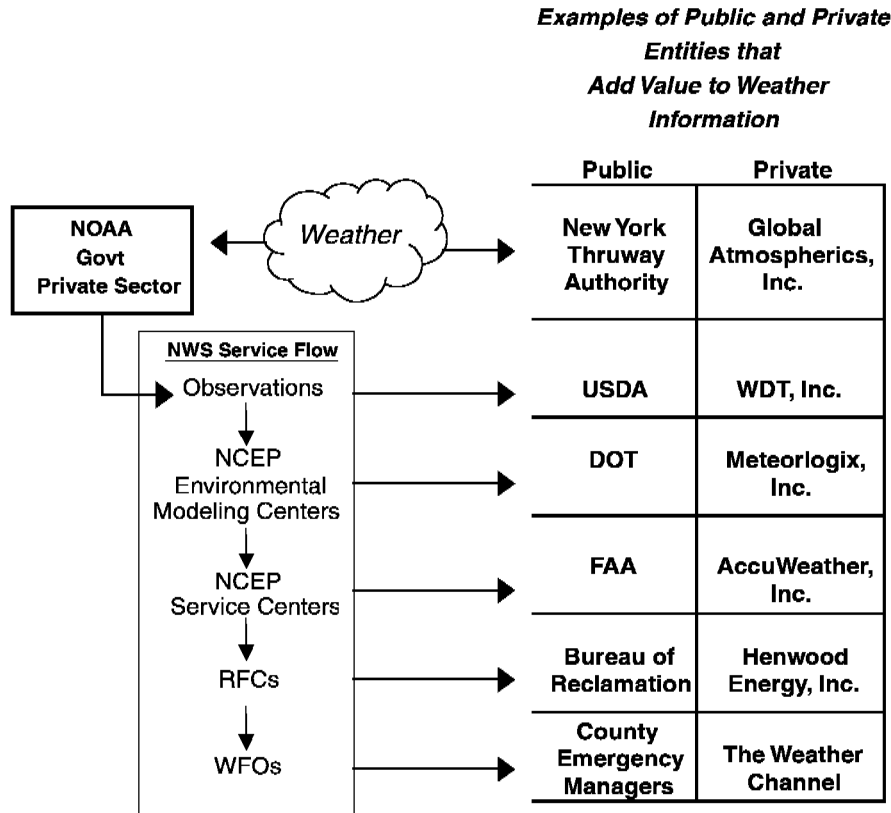 Examples of Public and Private
Entities that
Add Value to Weather
Information
Public Private
NOAA
Govt
Private Sector
Weather
New York
Thruway
Authority
Global
Atmospherics,
Inc.
NWS Service Flow
Observations
USDA
WDT, Inc.
NCEP
Environmental
Modeling Centers
DOT
Meteorlogix,
Inc.
NCEP
Service Centers
FAA
AccuWeather,
Inc.
RFCs
Bureau of
Reclamation
Henwood
Energy, Inc.
WFOs
County
Emergency
Managers
The Weather
Channel